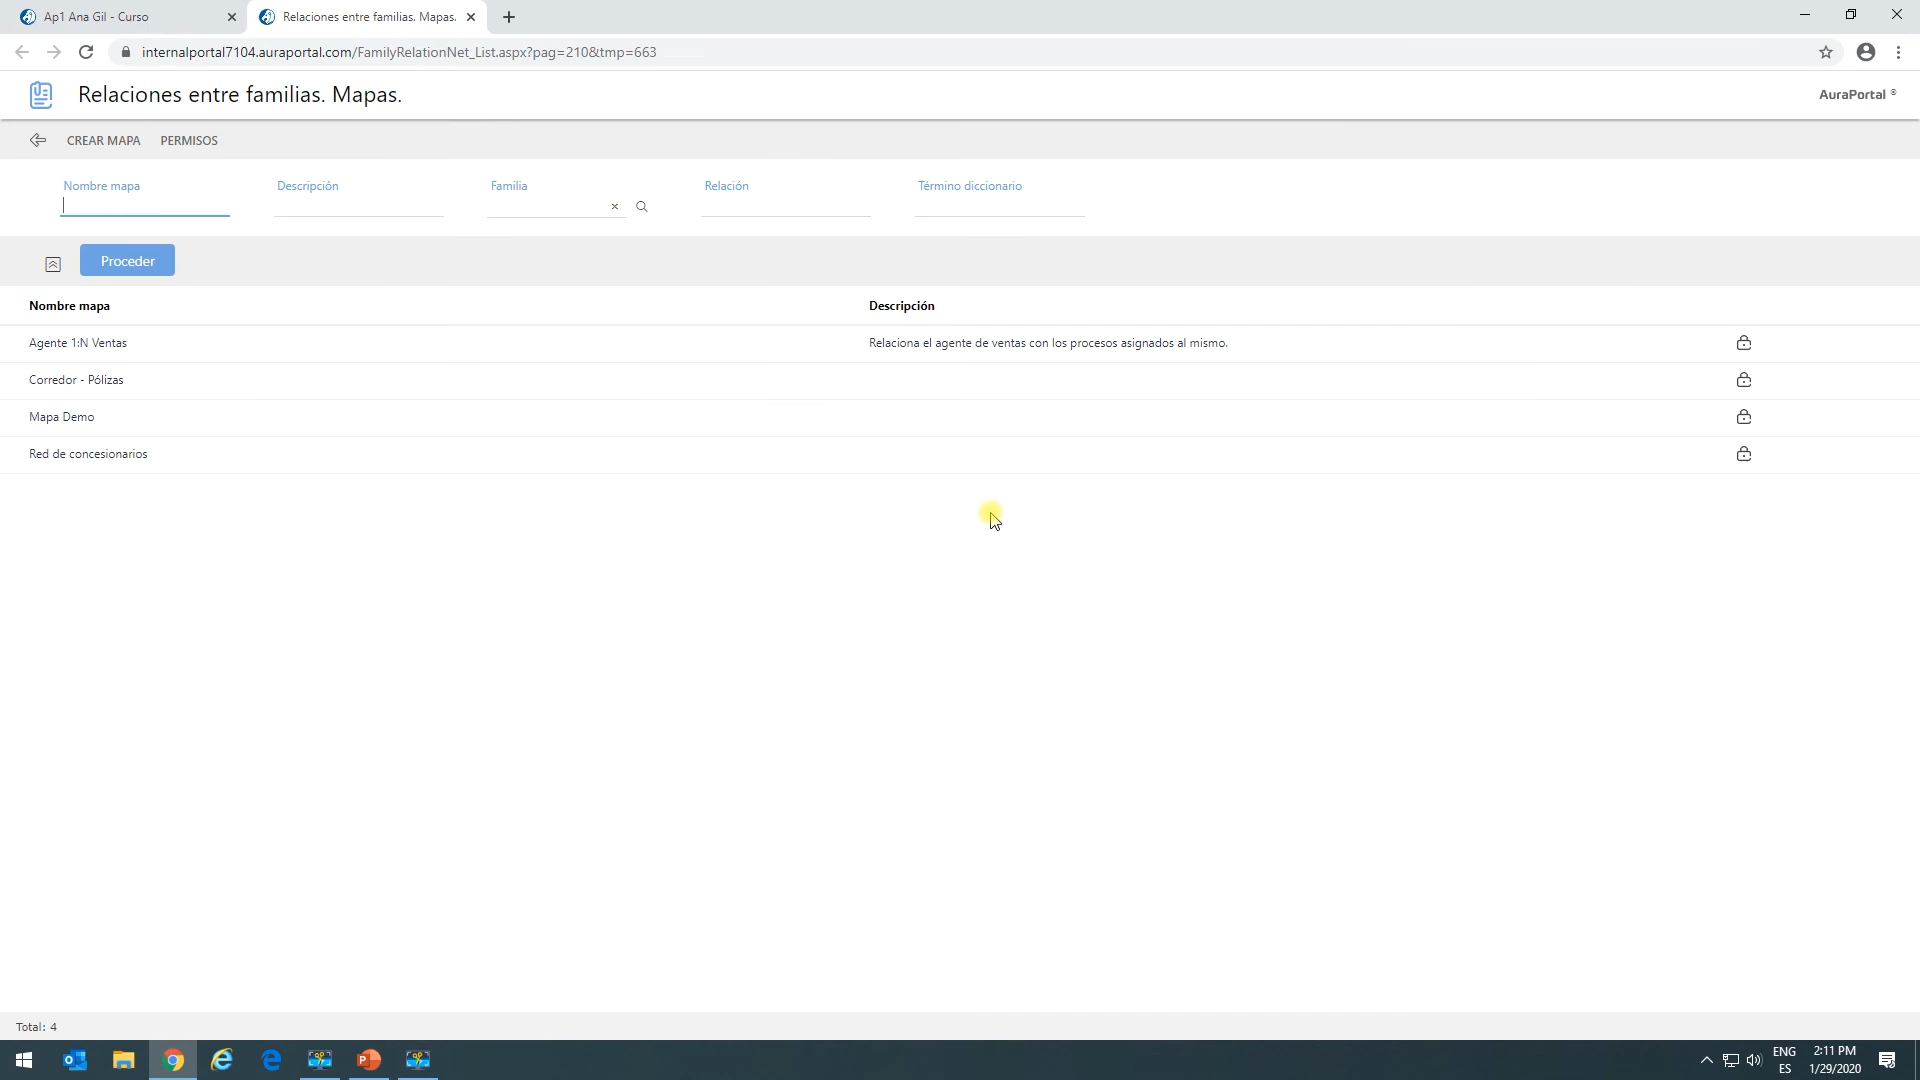 Ap1 Ana Gil - Curso
Relaciones entre familias. Mapas.
internalportal7104.auraportal.com/FamilyRelationNet_List.aspx?pag=210&tmp=663
Relaciones entre familias. Mapas.
AuraPortal ®
CREAR MAPA PERMISOS
Nombre mapa Descripción Familia Relación Término diccionario
Proceder
Nombre mapa Descripción
Agente 1:N Ventas Relaciona el agente de ventas con los procesos asignados al mismo.
Corredor - Pólizas
Mapa Demo
Red de concesionarios
Total: 4
ENG 2:11 PM
ES 1/29/2020